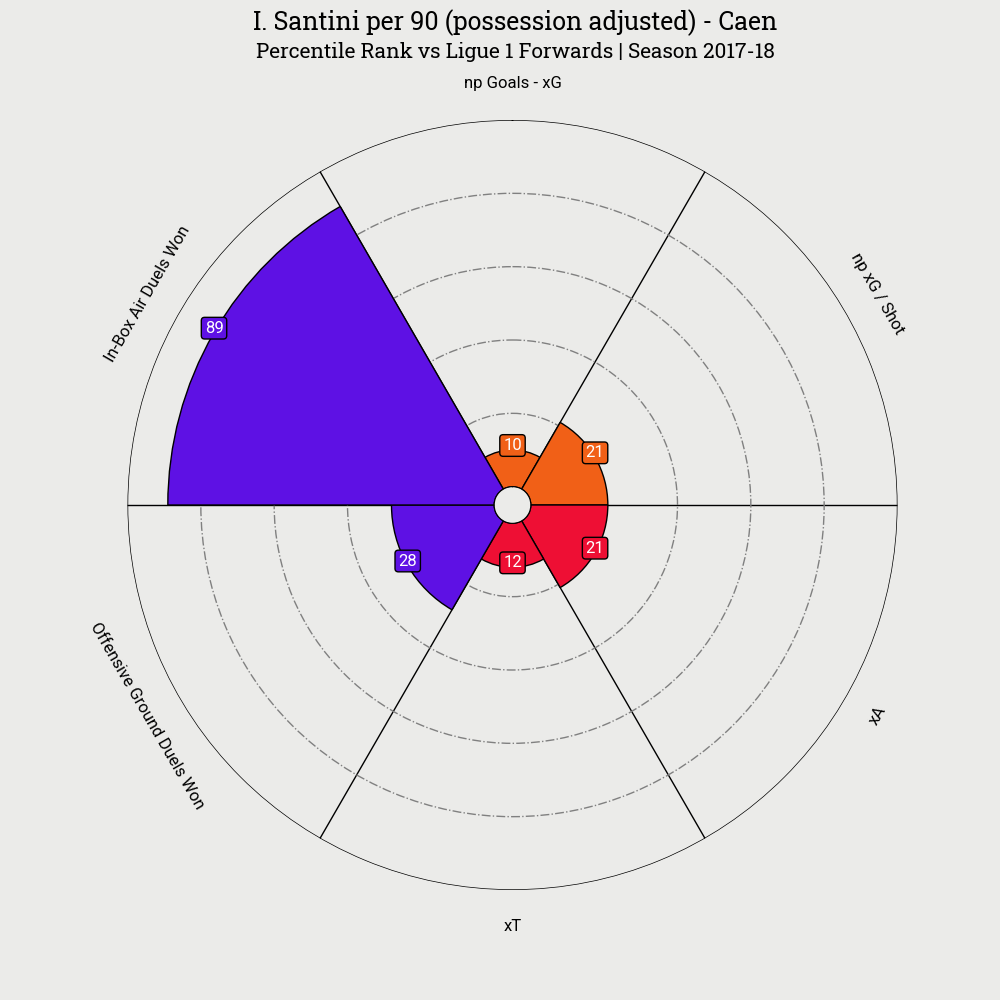 I. Santini per 90 (possession adjusted) - Caen
Percentile Rank vs Ligue 1 Forwards | Season 2017-18
np Goals - xG
In-Box Air Duels Won
np xG / Shot
89
10
21
21
12
28
Offensive Ground Duels Won
xA
xT